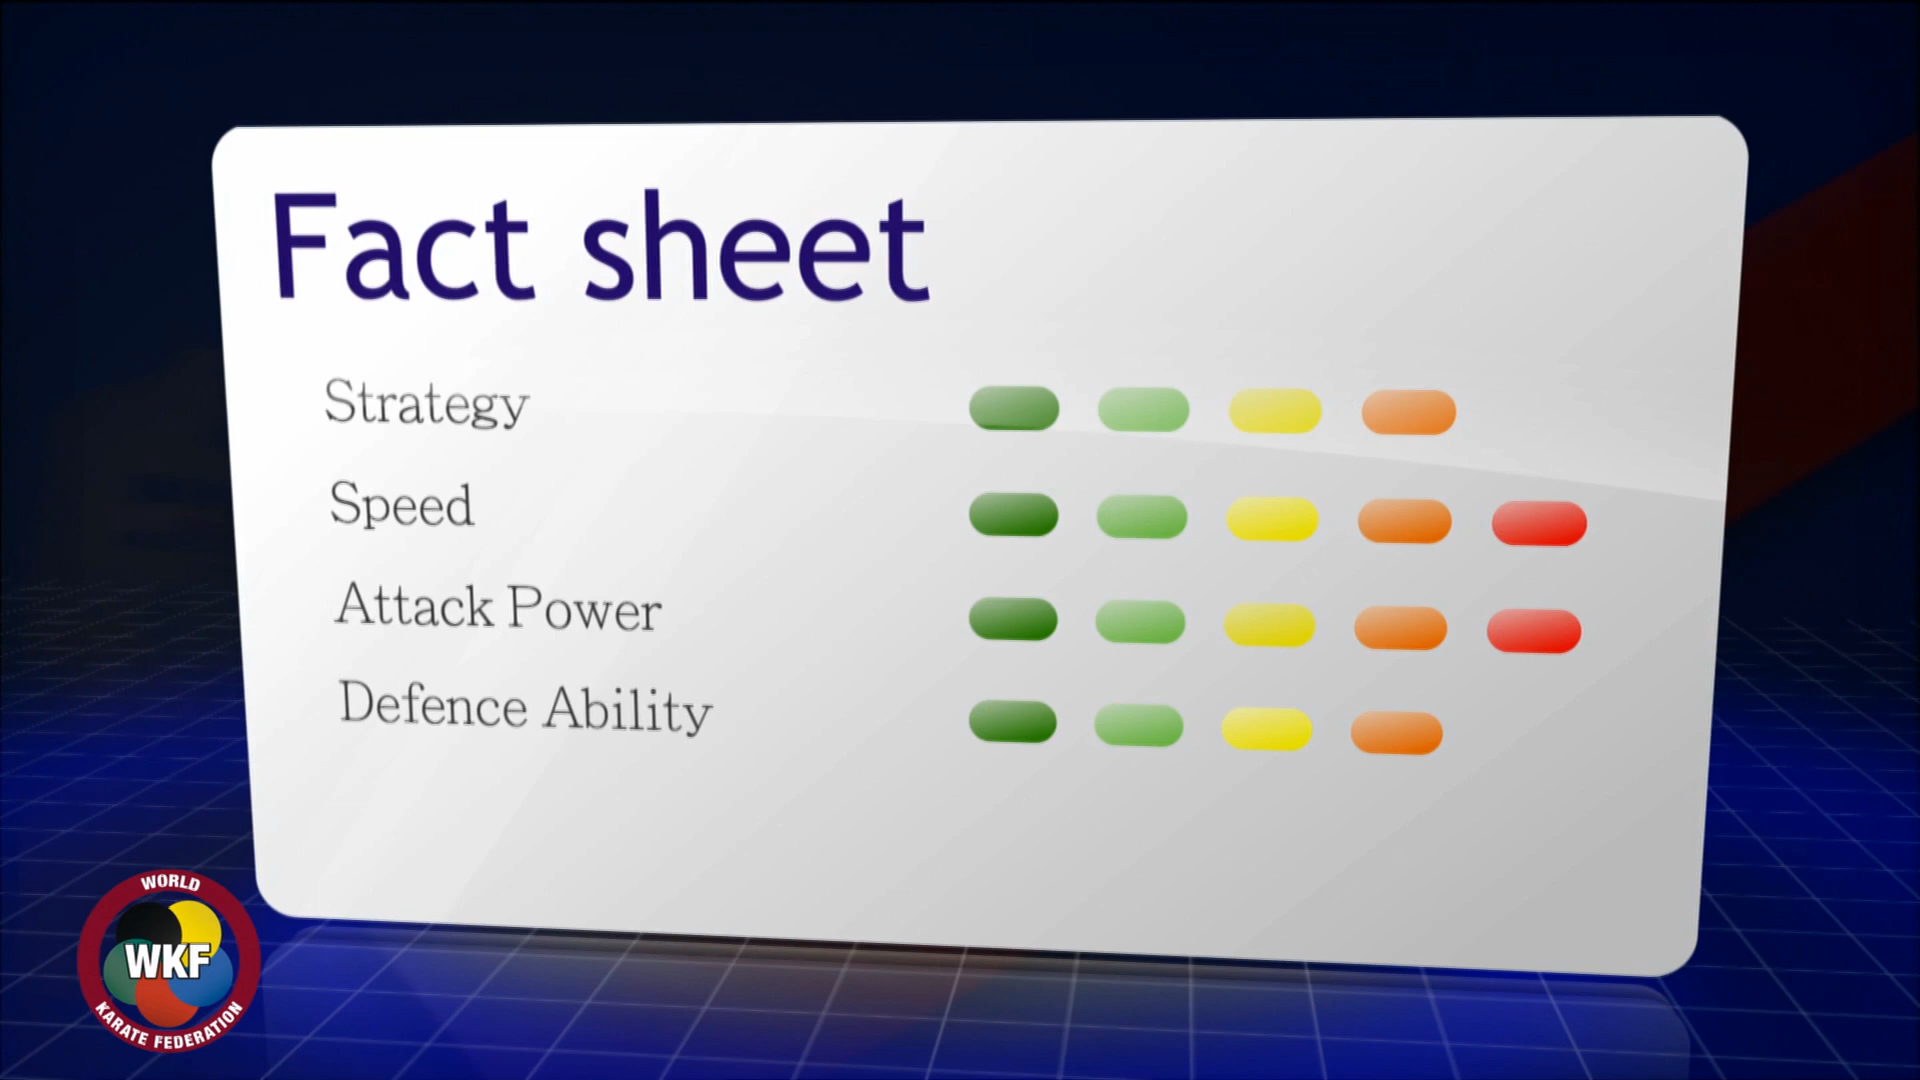 Fact sheet
Strategy
Speed
Attack Power
Defence Ability
WORLD
WKF
KARATE FEDERATION